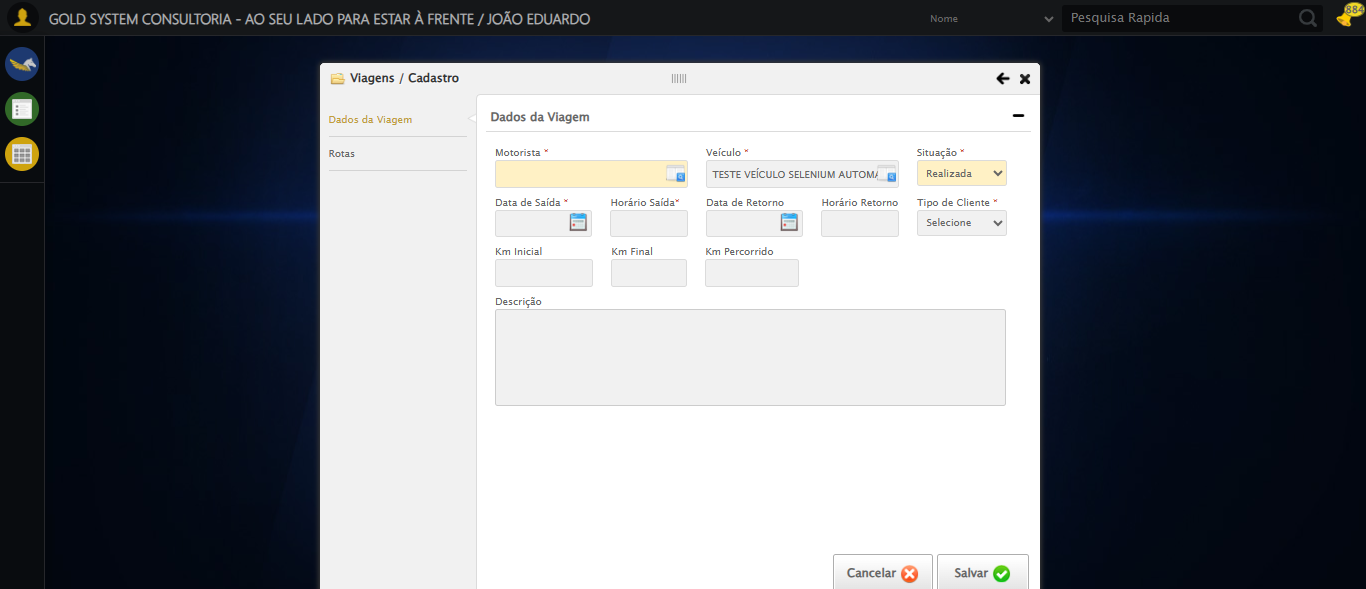 GOLD SYSTEM CONSULTORIA - AO SEU LADO PARA ESTAR À FRENTE / JOÃO EDUARDO
Nome
Pesquisa Rapida
884
Viagens / Cadastro
Dados da Viagem
Rotas
Dados da Viagem
Motorista * Veículo * Situação *
TESTE VEÍCULO SELENIUM AUTOMA Realizada
Data de Saída * Horário Saída* Data de Retorno Horário Retorno Tipo de Cliente *
Selecione
Km Inicial Km Final Km Percorrido
Descrição
Cancelar Salvar